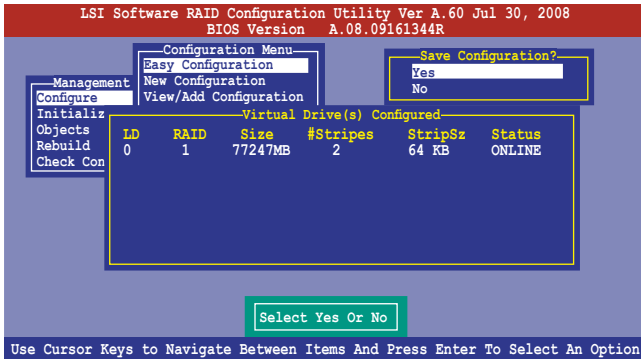 LSI Software RAID Configuration Utility Ver A.60 Jul 30, 2008
BIOS Version A.08.09161344R
Configuration Menu
Easy Configuration
New Configuration
View/Add Configuration
Save Configuration?
Yes
No
Management
Configure
Initializ
Objects
Rebuild
Check Con
Virtual Drive(s) Configured
LD RAID Size #Stripes StripSz Status
0 1 77247MB 2 64 KB ONLINE
Select Yes Or No
Use Cursor Keys to Navigate Between Items And Press Enter To Select An Option